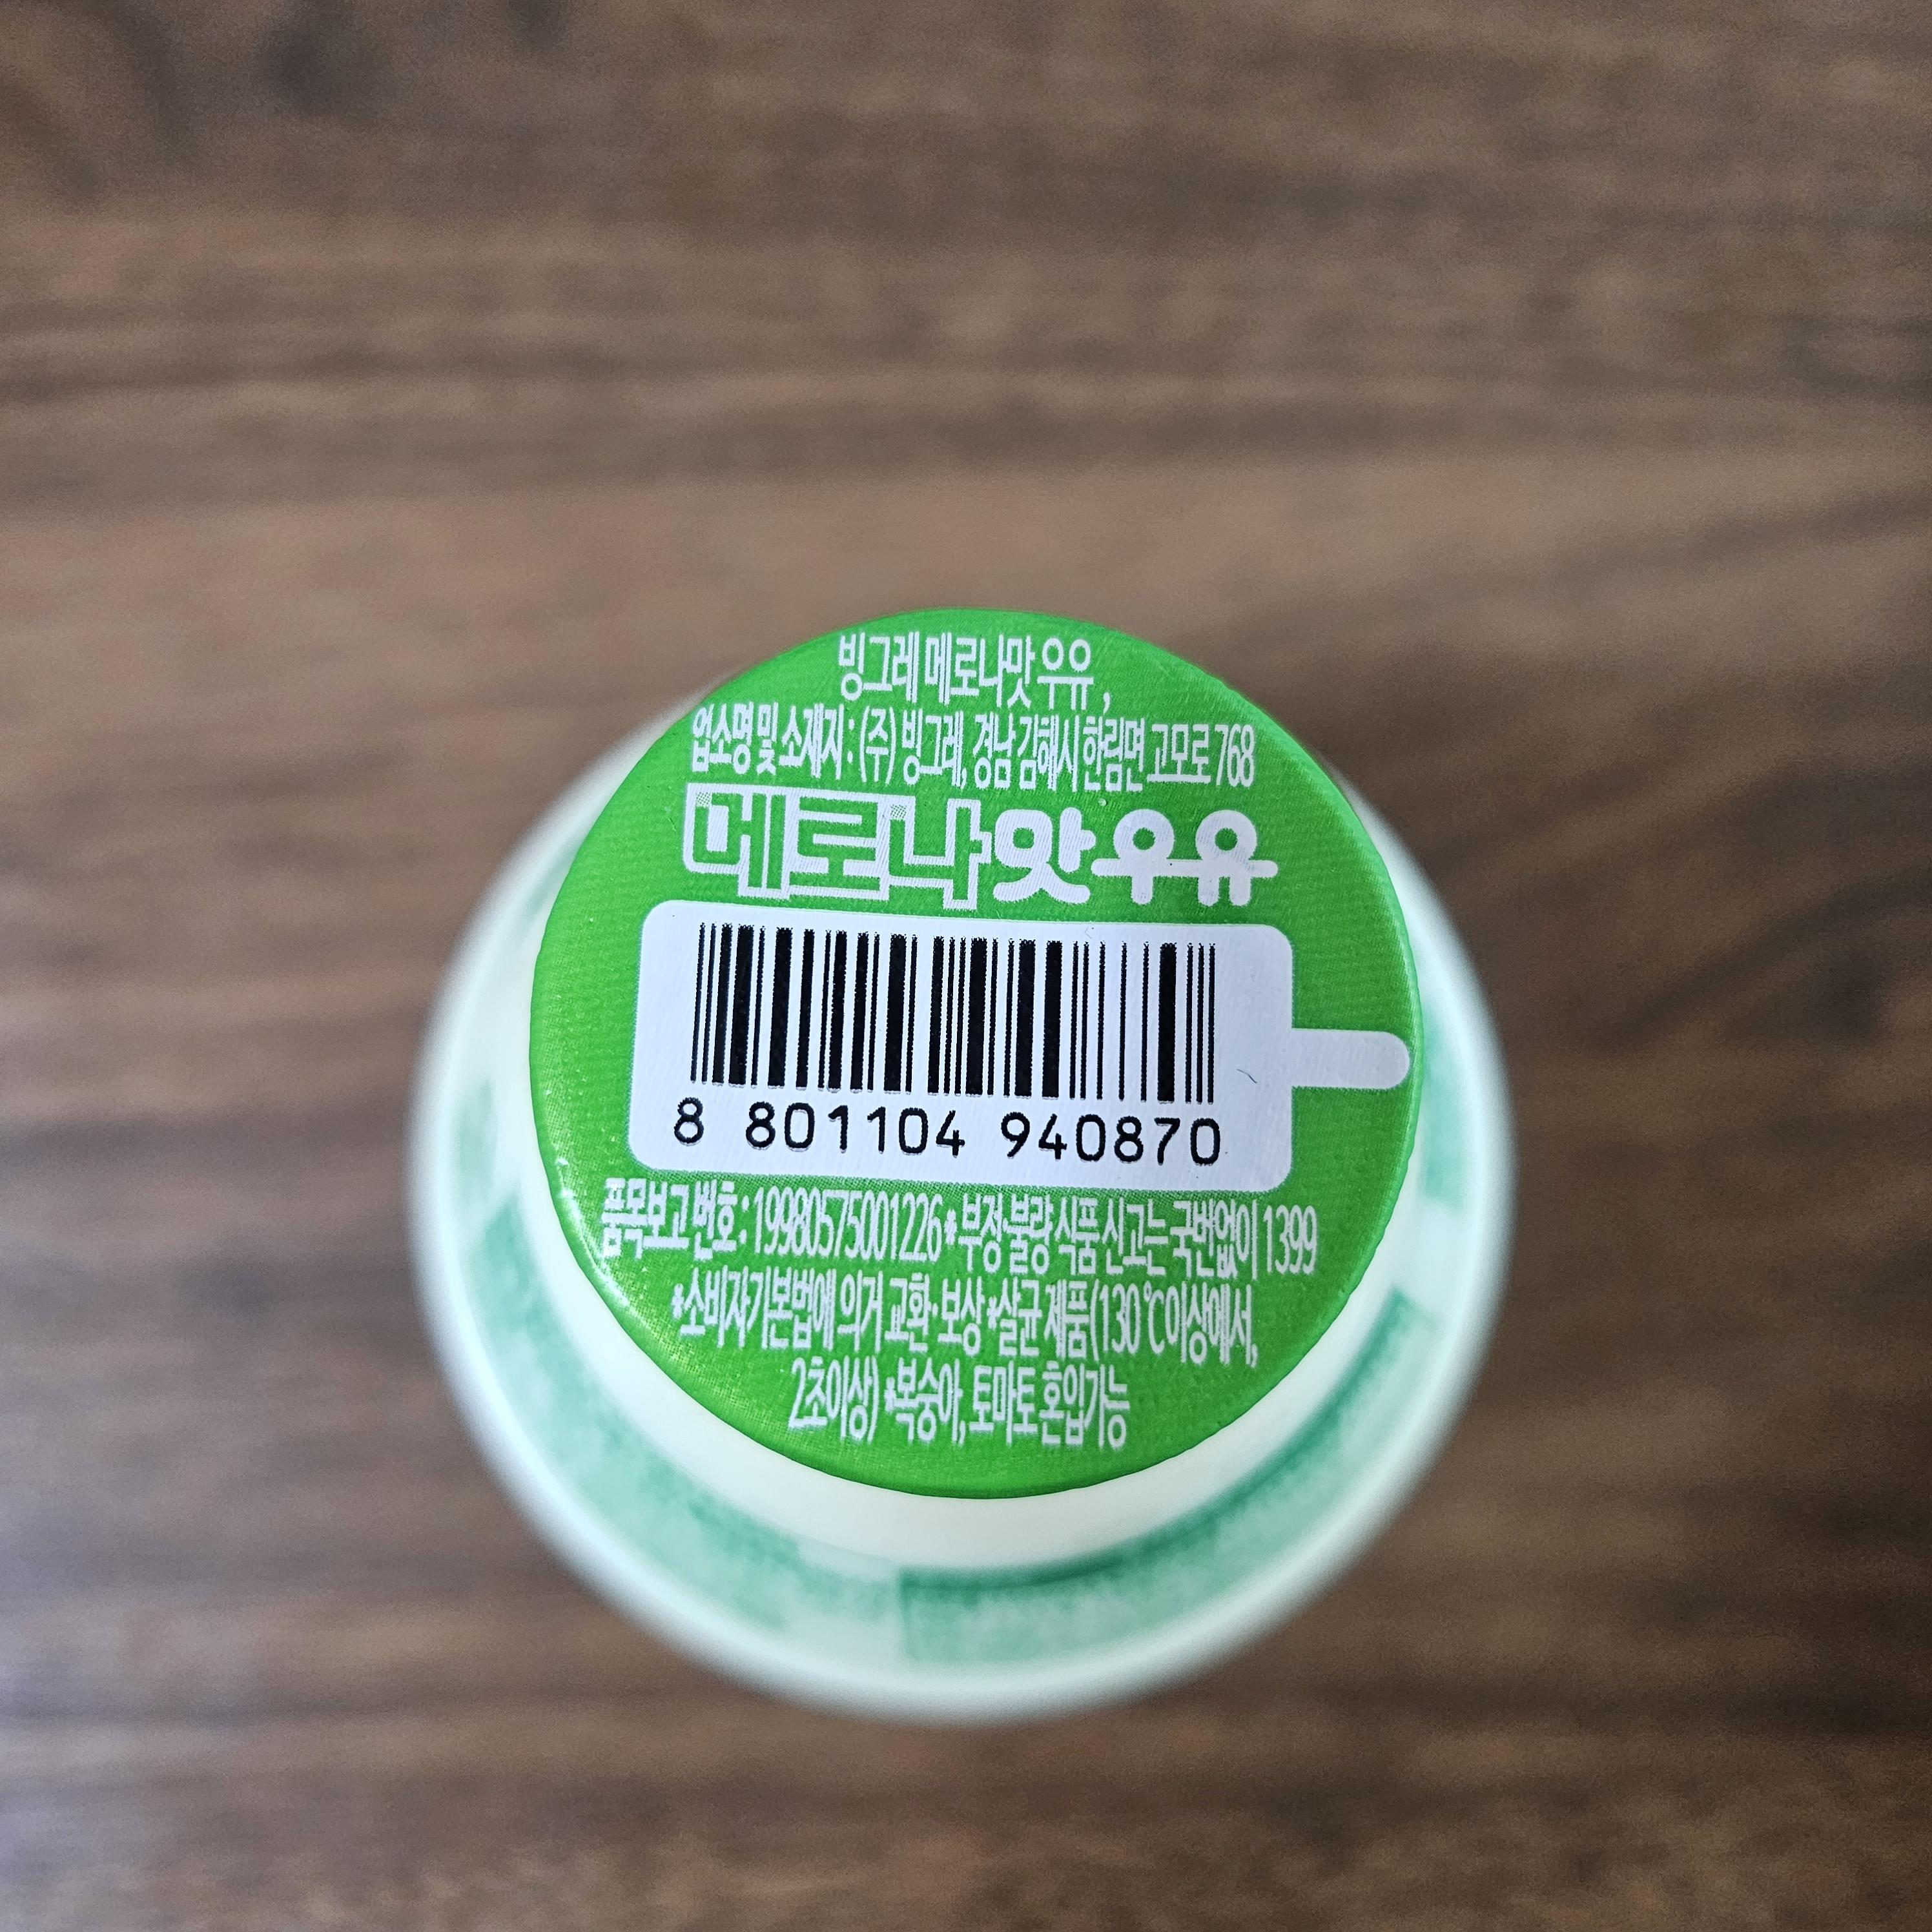 빙그레 메로나맛 우유,
업소명 및 소재지 : (주) 빙그레, 경남 김해시 한림면 고모로 768
메로나맛우유
8 801104 940870
품목보고 번호 : 19980575001226 * 부정·불량 식품 신고는 국번없이 1399
*소비자기본법에 의거 교환·보상 *살균 제품(130℃이상에서,
2초이상) *복숭아, 토마토 혼입가능